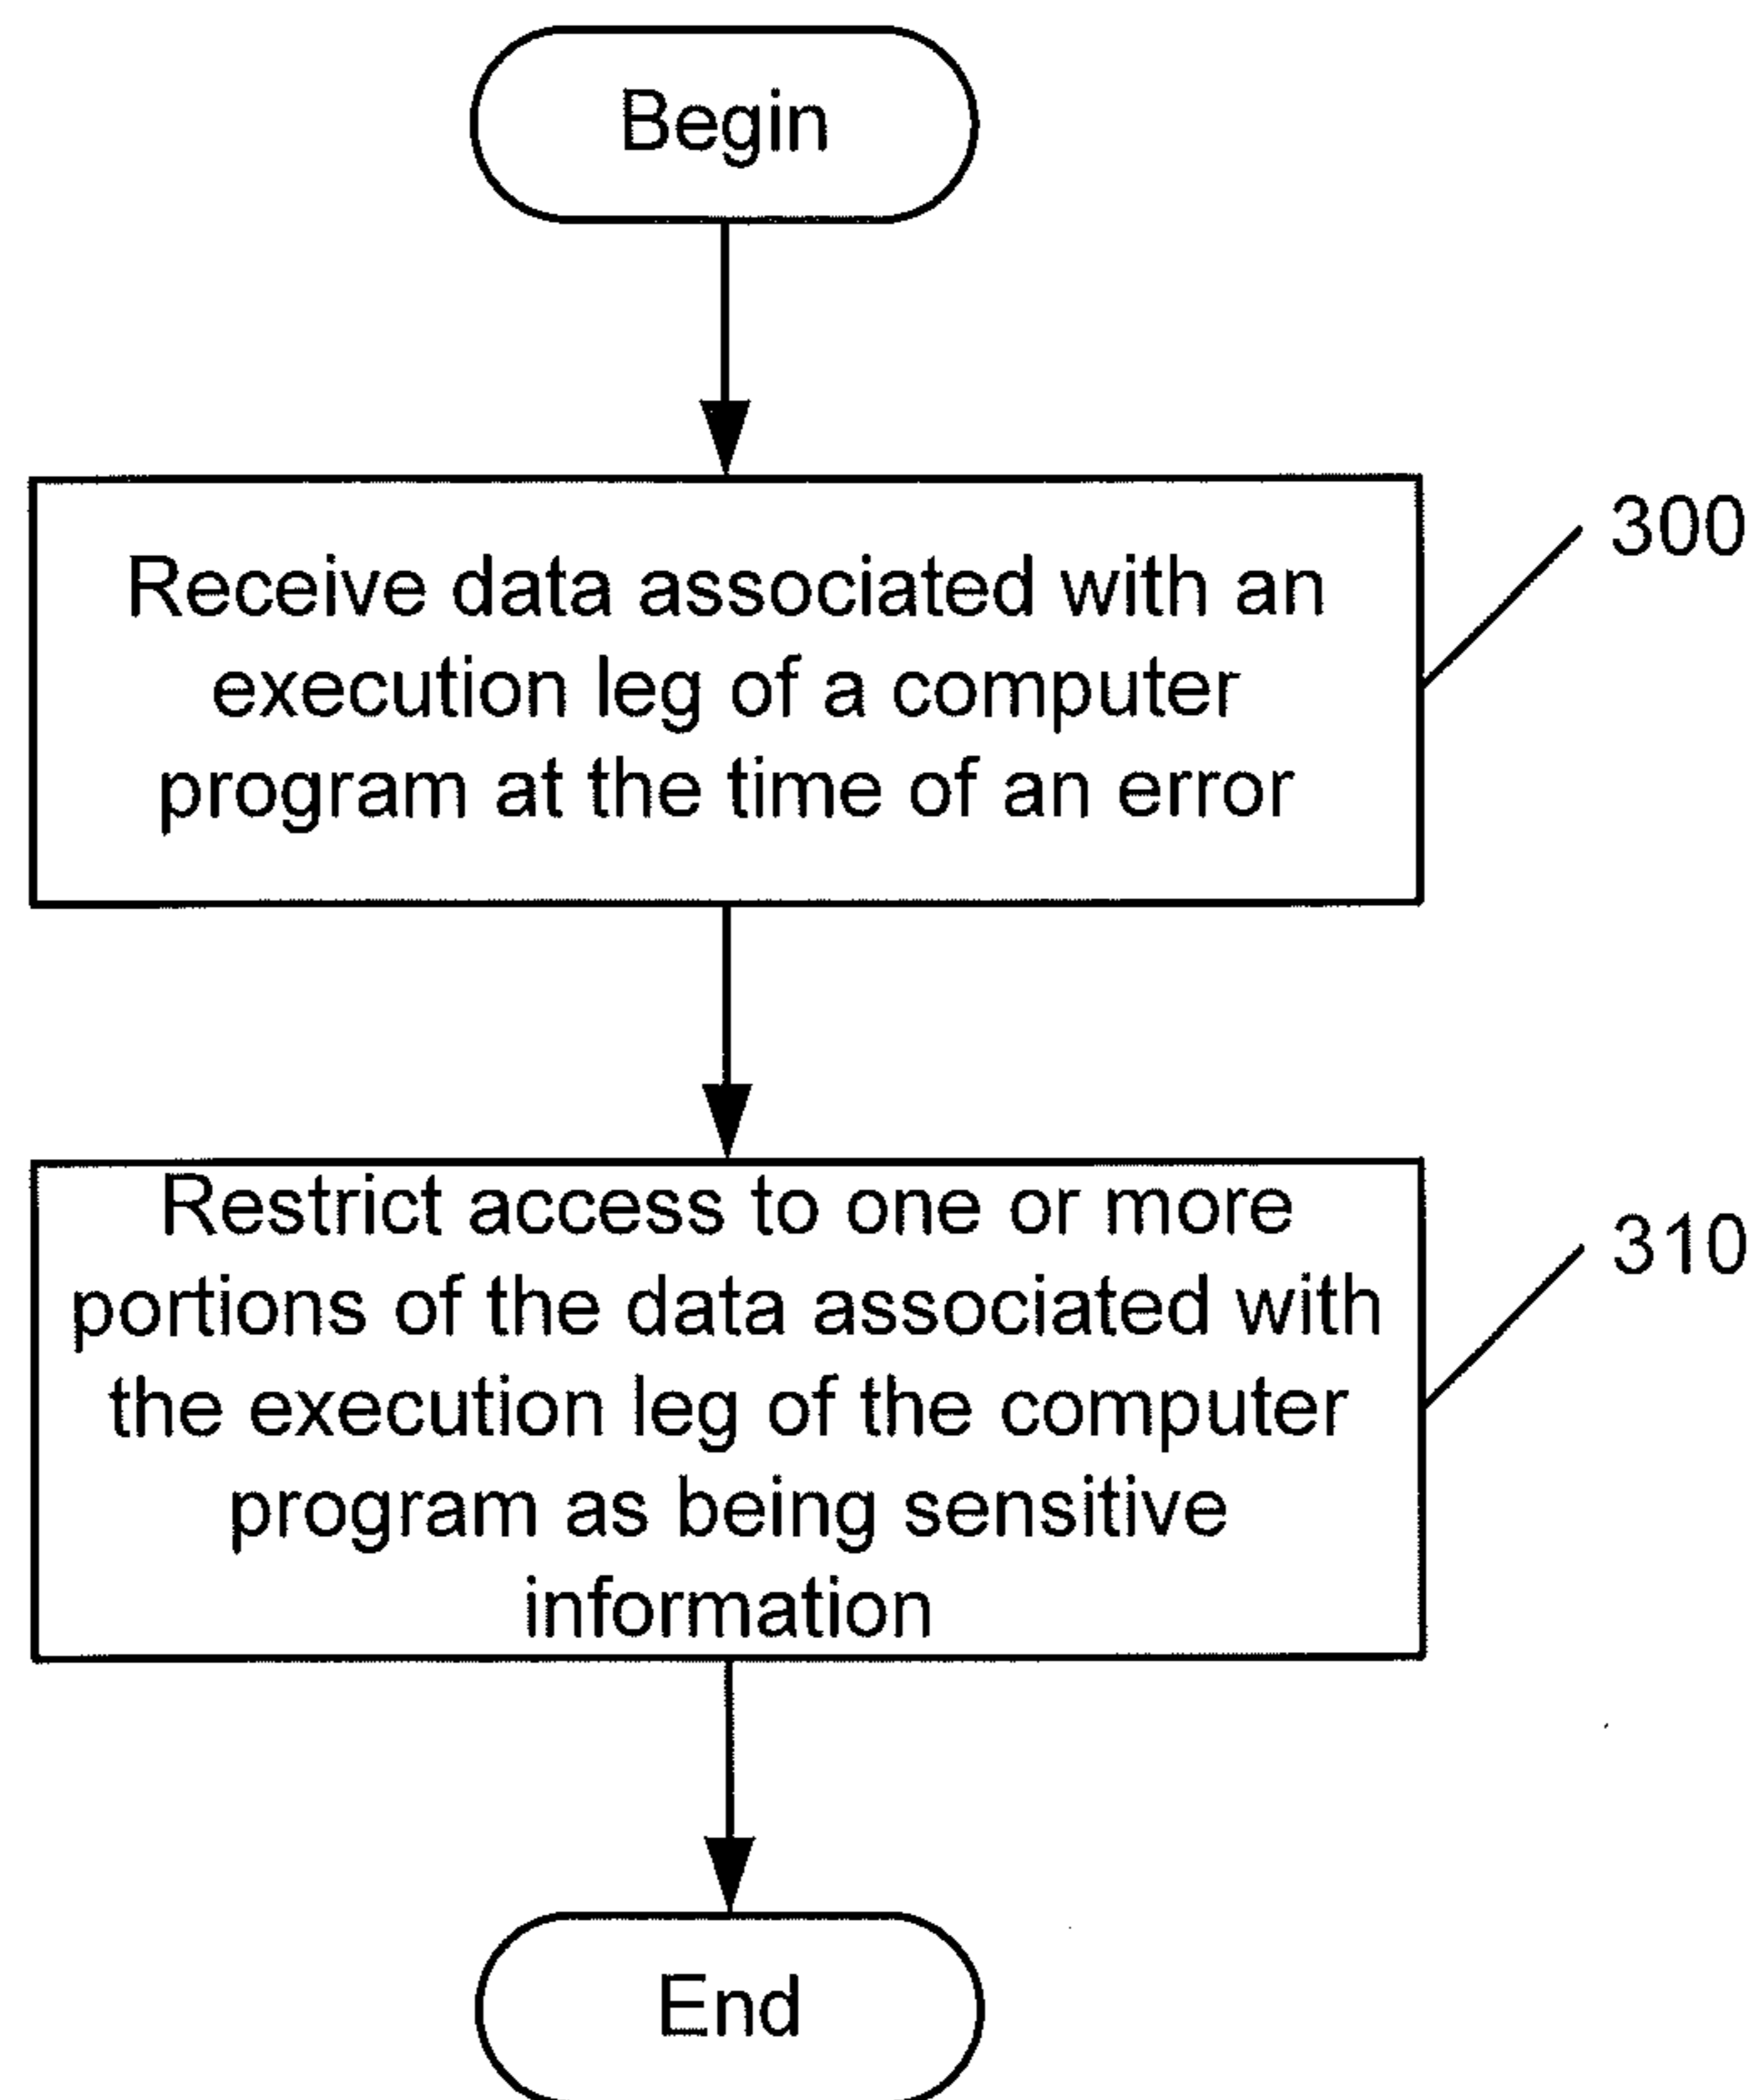 Begin
Receive data associated with an
execution leg of a computer
program at the time of an error
300
Restrict access to one or more
portions of the data associated with
the execution leg of the computer
program as being sensitive
information
310
End